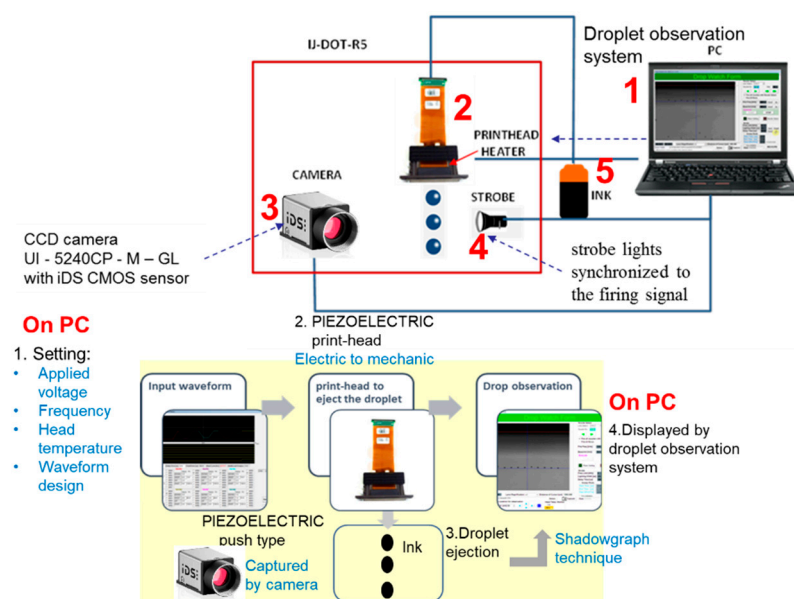 IJ-DOT-R5
Droplet observation
system
PC
1
2
PRINTHEAD
HEATER
CAMERA
3
iDS
STROBE
4
5
INK
CCD camera
UI - 5240CP - M – GL
with iDS CMOS sensor
strobe lights
synchronized to
the firing signal
On PC
1. Setting:
• Applied
voltage
• Frequency
• Head
temperature
• Waveform
design
2. PIEZOELECTRIC
print-head
Electric to mechanic
Input waveform
print-head to
eject the droplet
Drop observation
On PC
4.Displayed by
droplet observation
system
PIEZOELECTRIC
push type
iDS
Captured
by camera
Ink
3.Droplet
ejection
Shadowgraph
technique